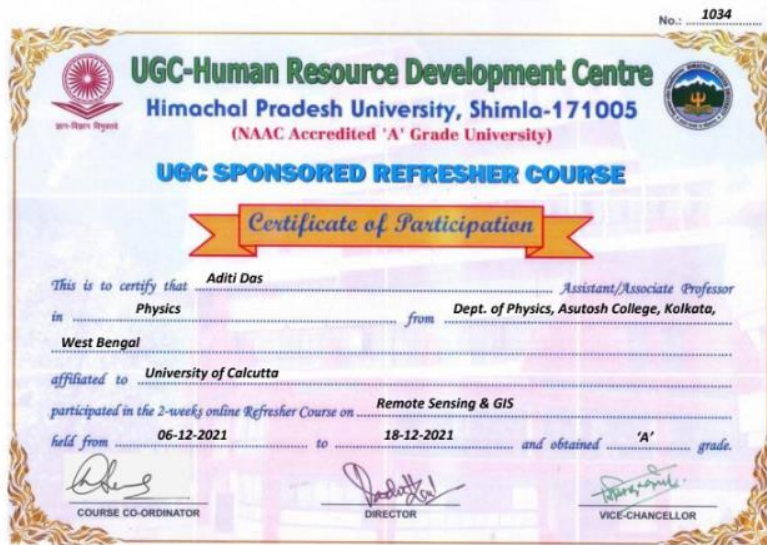 No.: 1034
UGC-Human Resource Development Centre
Himachal Pradesh University, Shimla-171005
(NAAC Accredited 'A' Grade University)
ज्ञान-विज्ञान विमुक्तये
UGC SPONSORED REFRESHER COURSE
Certificate of Participation
This is to certify that Aditi Das Assistant/Associate Professor
in Physics from Dept. of Physics, Asutosh College, Kolkata,
West Bengal
affiliated to University of Calcutta
participated in the 2-weeks online Refresher Course on Remote Sensing & GIS
held from 06-12-2021 to 18-12-2021 and obtained 'A' grade.
COURSE CO-ORDINATOR DIRECTOR VICE-CHANCELLOR